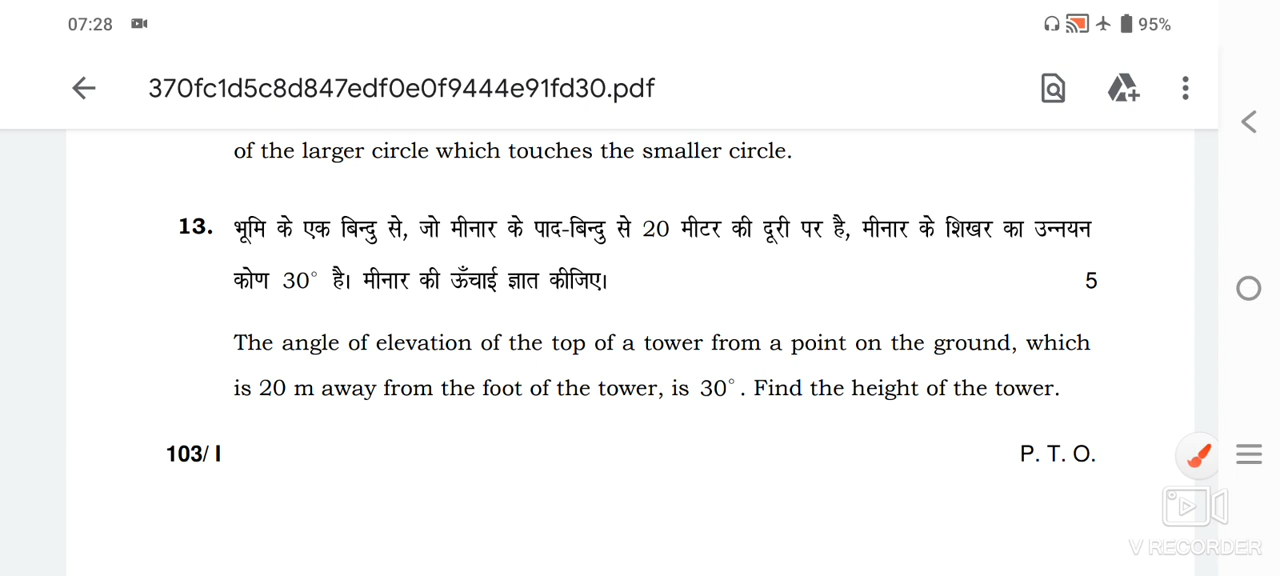 07:28
95%
370fc1d5c8d847edf0e0f9444e91fd30.pdf
of the larger circle which touches the smaller circle.
13. भूमि के एक बिन्दु से, जो मीनार के पाद-बिन्दु से 20 मीटर की दूरी पर है, मीनार के शिखर का उन्नयन
कोण 30° है। मीनार की ऊँचाई ज्ञात कीजिए। 5
The angle of elevation of the top of a tower from a point on the ground, which
is 20 m away from the foot of the tower, is 30°. Find the height of the tower.
103/ I P. T. O.
V RECORDER